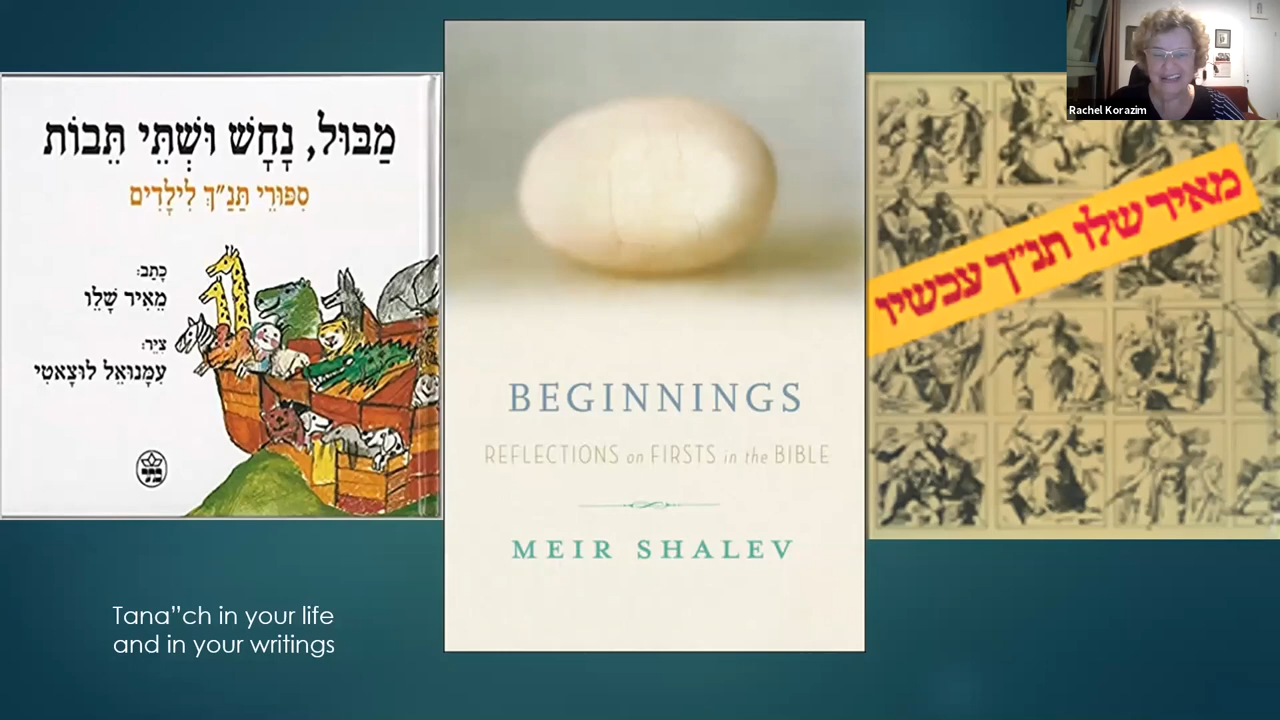 מַבּוּל, נָחָשׁ וּשְׁתֵּי תֵּבוֹת
סִפּוּרֵי תַּנַ"ךְ לִילָדִים
כָּתַב:
מֵאִיר שָׁלֵו
צִיֵּר:
עִמָּנוּאֵל לוּצָאטִי
BEGINNINGS
REFLECTIONS on FIRSTS in the BIBLE
MEIR SHALEV
מאיר שלו תנ"ך עכשיו
Rachel Korazim
Tana”ch in your life
and in your writings